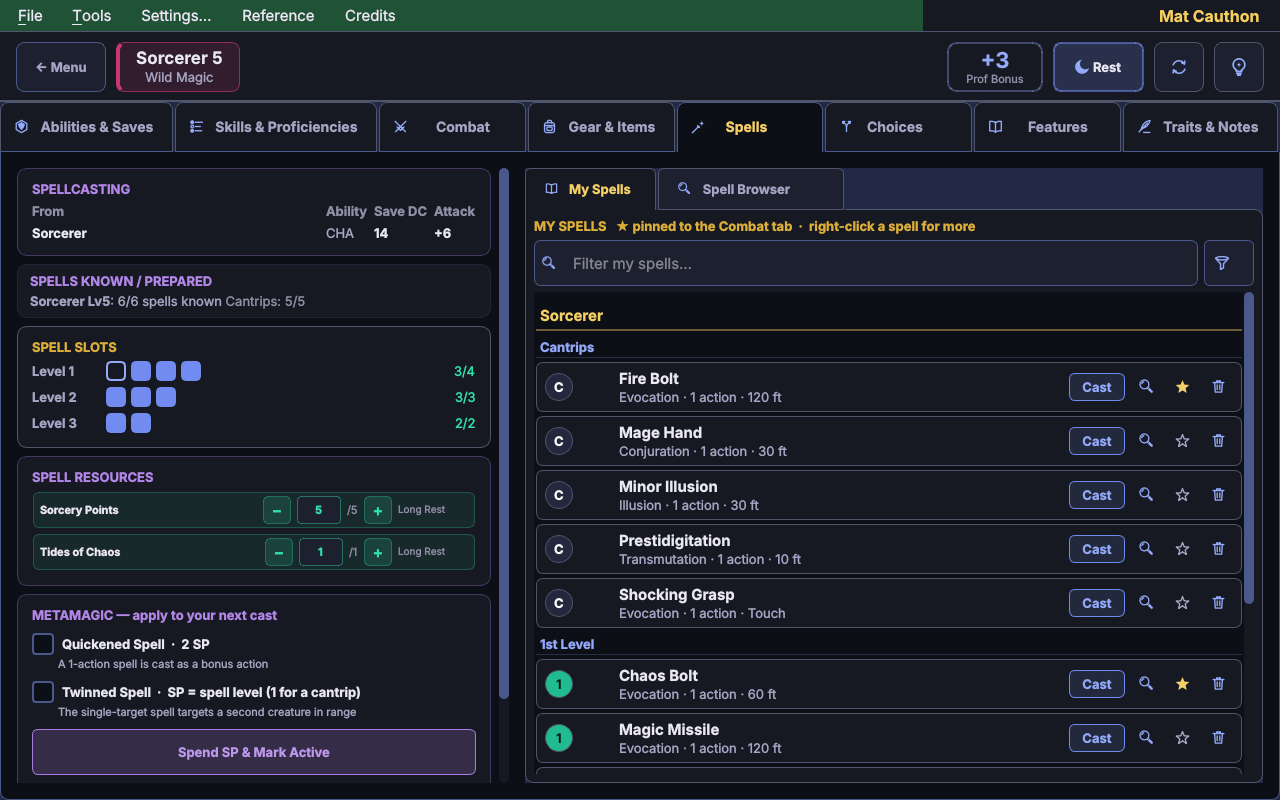 File Tools Settings... Reference Credits
Mat Cauthon
← Menu
Sorcerer 5
Wild Magic
+3
Prof Bonus
Rest
Abilities & Saves
Skills & Proficiencies
Combat
Gear & Items
Spells
Choices
Features
Traits & Notes
SPELLCASTING
From Ability Save DC Attack
Sorcerer CHA 14 +6
SPELLS KNOWN / PREPARED
Sorcerer Lv5: 6/6 spells known Cantrips: 5/5
SPELL SLOTS
Level 1 3/4
Level 2 3/3
Level 3 2/2
SPELL RESOURCES
Sorcery Points − 5 /5 + Long Rest
Tides of Chaos − 1 /1 + Long Rest
METAMAGIC — apply to your next cast
Quickened Spell · 2 SP
A 1-action spell is cast as a bonus action
Twinned Spell · SP = spell level (1 for a cantrip)
The single-target spell targets a second creature in range
Spend SP & Mark Active
My Spells
Spell Browser
MY SPELLS ★ pinned to the Combat tab · right-click a spell for more
Filter my spells...
Sorcerer
Cantrips
C Fire Bolt Cast
Evocation · 1 action · 120 ft
C Mage Hand Cast
Conjuration · 1 action · 30 ft
C Minor Illusion Cast
Illusion · 1 action · 30 ft
C Prestidigitation Cast
Transmutation · 1 action · 10 ft
C Shocking Grasp Cast
Evocation · 1 action · Touch
1st Level
1 Chaos Bolt Cast
Evocation · 1 action · 60 ft
1 Magic Missile Cast
Evocation · 1 action · 120 ft